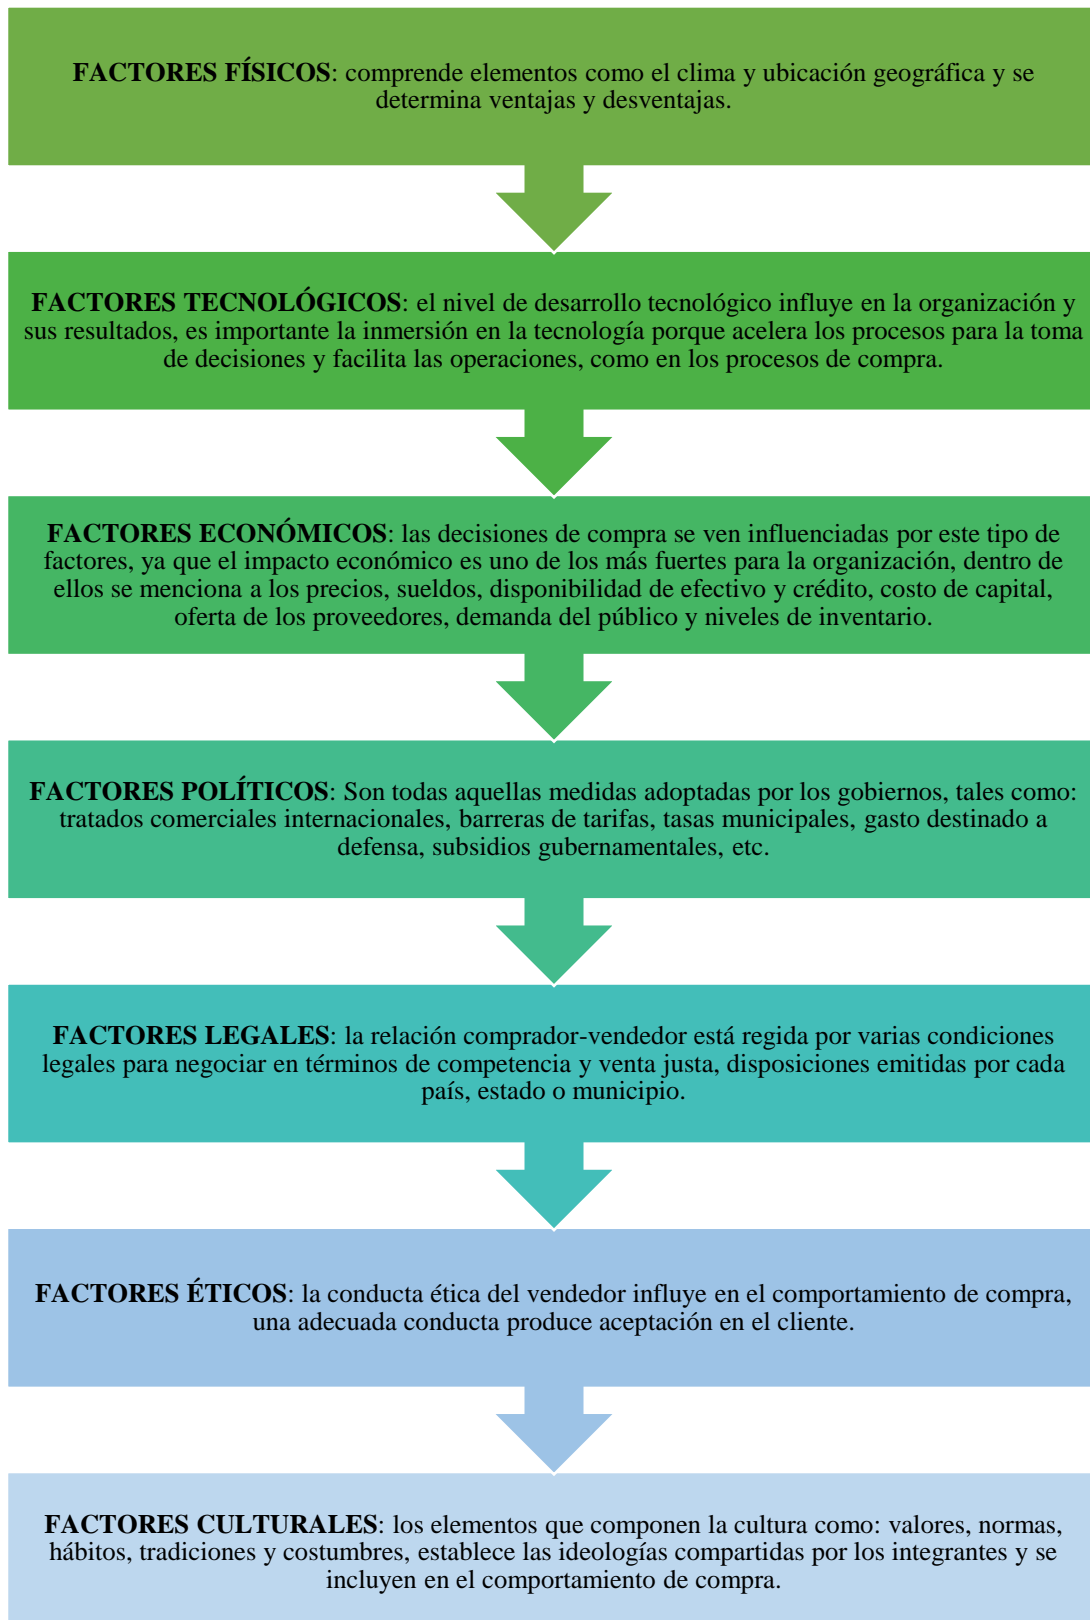 FACTORES FÍSICOS: comprende elementos como el clima y ubicación geográfica y se
determina ventajas y desventajas.
FACTORES TECNOLÓGICOS: el nivel de desarrollo tecnológico influye en la organización y
sus resultados, es importante la inmersión en la tecnología porque acelera los procesos para la toma
de decisiones y facilita las operaciones, como en los procesos de compra.
FACTORES ECONÓMICOS: las decisiones de compra se ven influenciadas por este tipo de
factores, ya que el impacto económico es uno de los más fuertes para la organización, dentro de
ellos se menciona a los precios, sueldos, disponibilidad de efectivo y crédito, costo de capital,
oferta de los proveedores, demanda del público y niveles de inventario.
FACTORES POLÍTICOS: Son todas aquellas medidas adoptadas por los gobiernos, tales como:
tratados comerciales internacionales, barreras de tarifas, tasas municipales, gasto destinado a
defensa, subsidios gubernamentales, etc.
FACTORES LEGALES: la relación comprador-vendedor está regida por varias condiciones
legales para negociar en términos de competencia y venta justa, disposiciones emitidas por cada
país, estado o municipio.
FACTORES ÉTICOS: la conducta ética del vendedor influye en el comportamiento de compra,
una adecuada conducta produce aceptación en el cliente.
FACTORES CULTURALES: los elementos que componen la cultura como: valores, normas,
hábitos, tradiciones y costumbres, establece las ideologías compartidas por los integrantes y se
incluyen en el comportamiento de compra.